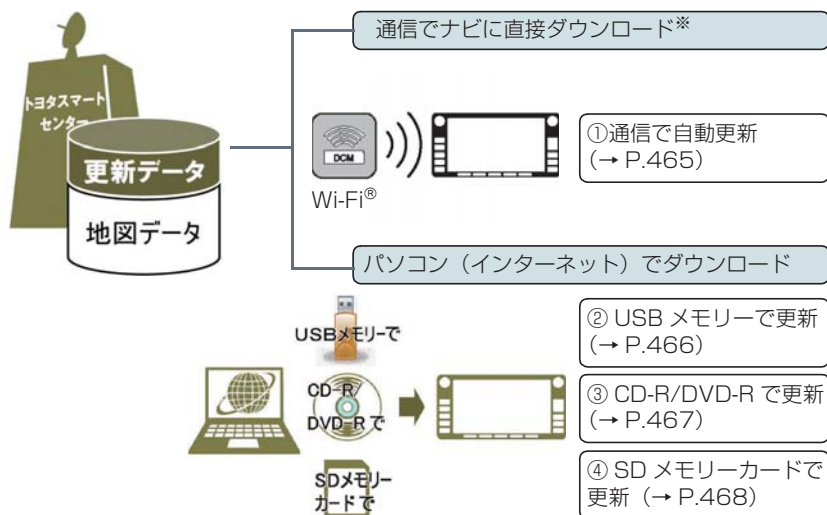 通信でナビに直接ダウンロード※
トヨタスマート
センター
更新データ
地図データ
DCM
Wi-Fi®
①通信で自動更新
(→ P.465)
パソコン（インターネット）でダウンロード
USBメモリーで
CD-R/
DVD-Rで
SDメモリー
カードで
② USB メモリーで更新
(→ P.466)
③ CD-R/DVD-R で更新
(→ P.467)
④ SD メモリーカードで
更新（→ P.468）